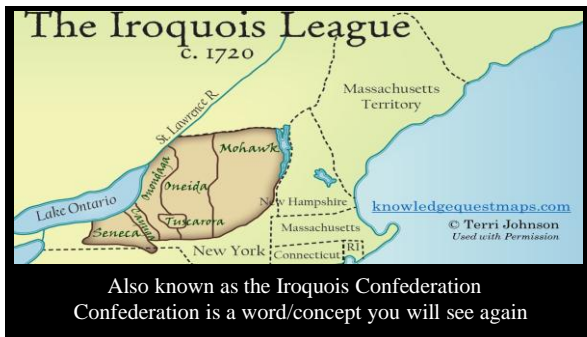 The Iroquois League
c. 1720
St. Lawrence R.
Massachusetts
Territory
Mohawk
Onondaga
Oneida
Lake Ontario
Cayuga
Tuscarora
Seneca
New Hampshire
knowledgequestmaps.com
Massachusetts
© Terri Johnson
Used with Permission
New York
Connecticut
RI
Also known as the Iroquois Confederation
Confederation is a word/concept you will see again